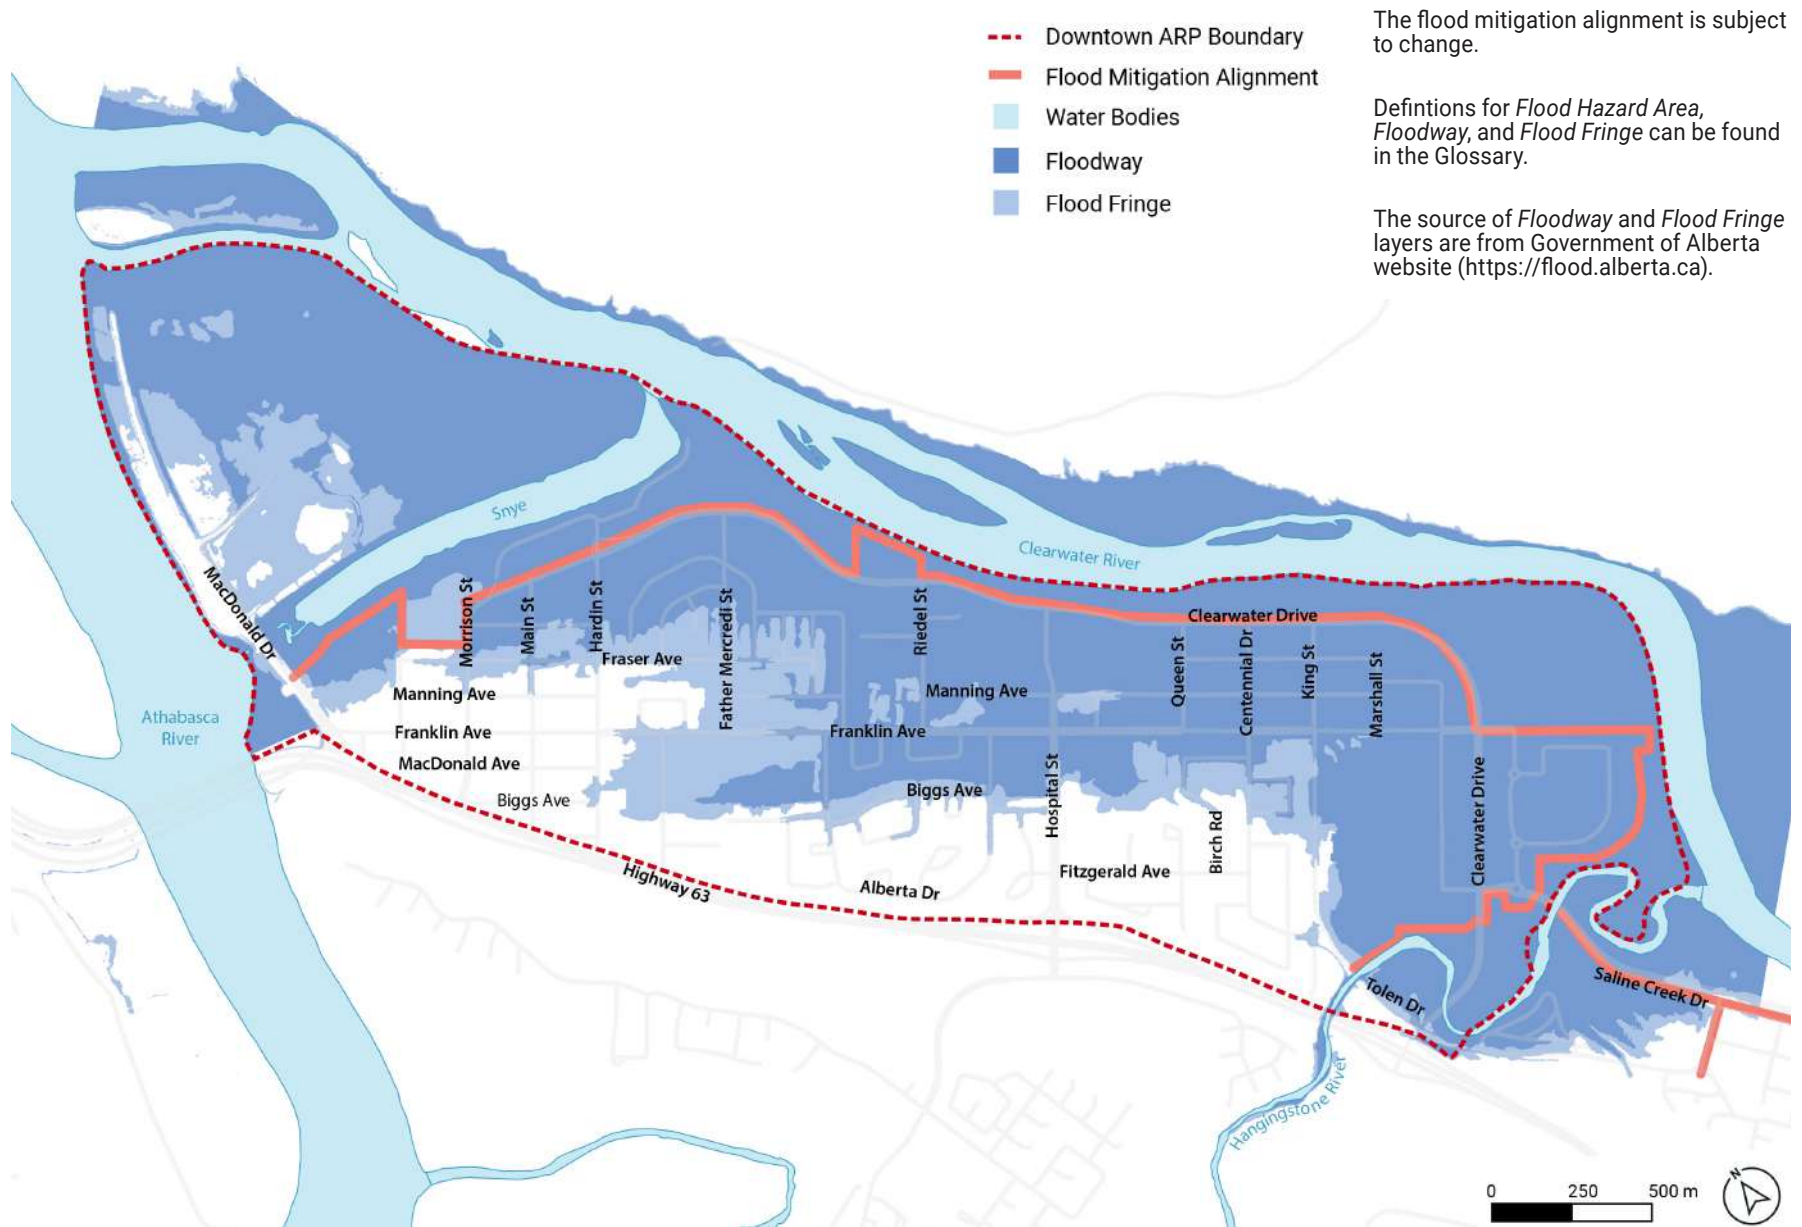 Downtown ARP Boundary
Flood Mitigation Alignment
Water Bodies
Floodway
Flood Fringe
The flood mitigation alignment is subject
to change.
Defintions for Flood Hazard Area,
Floodway, and Flood Fringe can be found
in the Glossary.
The source of Floodway and Flood Fringe
layers are from Government of Alberta
website (https://flood.alberta.ca).
Snye
Clearwater River
MacDonald Dr
Morrison St
Main St
Hardin St
Father Mercredi St
Riedel St
Clearwater Drive
Queen St
Centennial Dr
King St
Marshall St
Fraser Ave
Manning Ave
Manning Ave
Athabasca
River
Franklin Ave
Franklin Ave
MacDonald Ave
Biggs Ave
Biggs Ave
Hospital St
Birch Rd
Clearwater Drive
Highway 63
Alberta Dr
Fitzgerald Ave
Tolen Dr
Saline Creek Dr
Hangingstone River
0 250 500 m
N